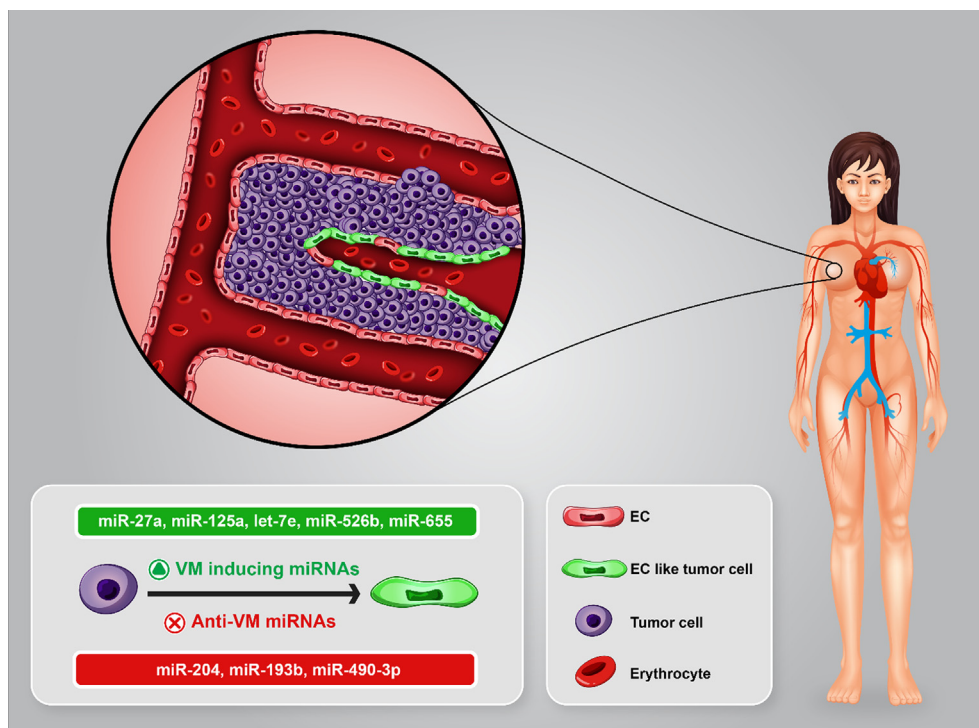 miR-27a, miR-125a, let-7e, miR-526b, miR-655
VM inducing miRNAs
Anti-VM miRNAs
miR-204, miR-193b, miR-490-3p
EC
EC like tumor cell
Tumor cell
Erythrocyte